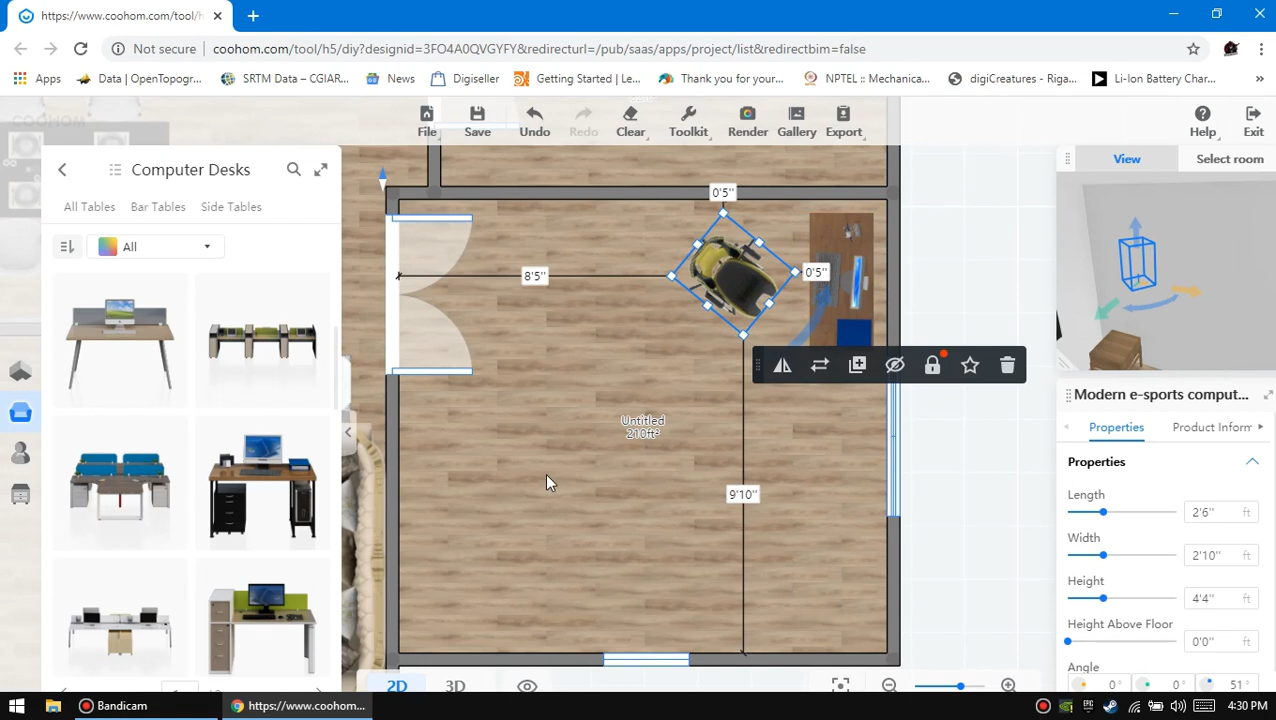 https://www.coohom.com/tool/h
Not secure
coohom.com/tool/h5/diy?designid=3FO4A0QVGYFY&redirecturl=/pub/saas/apps/project/list&redirectbim=false
Apps
Data | OpenTopogr...
SRTM Data – CGIAR...
News
Digiseller
Getting Started | Le...
Thank you for your...
NPTEL :: Mechanica...
digiCreatures - Riga...
Li-Ion Battery Char...
»
COOHOM
File
Save
Undo
Redo
Clear
Toolkit
Render
Gallery
Export
Help
Exit
Computer Desks
All Tables
Bar Tables
Side Tables
All
0'5"
8'5"
0'5"
9'10"
Untitled
210ft²
View
Select room
Modern e-sports comput...
Properties
Product Inform
Properties
Length
2'6" ft
Width
2'10" ft
Height
4'4" ft
Height Above Floor
0'0" ft
Angle
0°
0°
51°
2D
3D
Bandicam
https://www.coohom...
4:30 PM